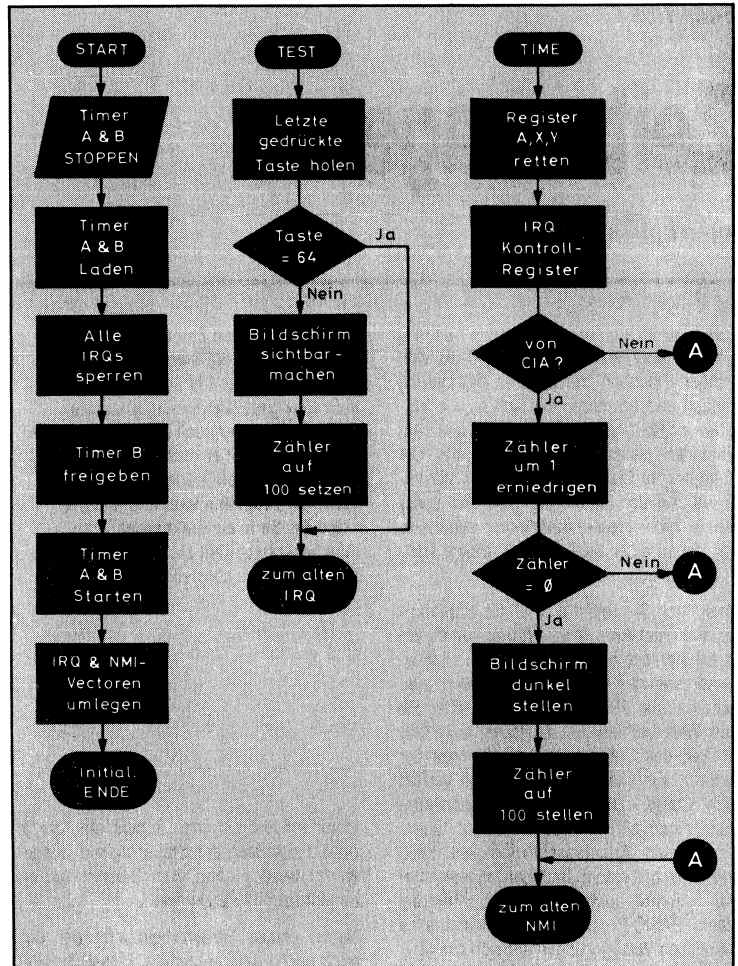 START
Timer
A & B
STOPPEN
Timer
A & B
Laden
Alle
IRQs
sperren
Timer B
freigeben
Timer
A & B
Starten
IRQ & NMI-
Vectoren
umlegen
Initial.
ENDE
TEST
Letzte
gedrückte
Taste holen
Taste
= 64
Ja
Nein
Bildschirm
sichtbar-
machen
Zähler
auf
100 setzen
zum alten
IRQ
TIME
Register
A,X,Y
retten
IRQ
Kontroll-
Register
von
CIA?
Nein
A
Ja
Zähler
um 1
erniedrigen
Zähler
= Ø
Nein
A
Ja
Bildschirm
dunkel
stellen
Zähler
auf
100 stellen
A
zum alten
NMI